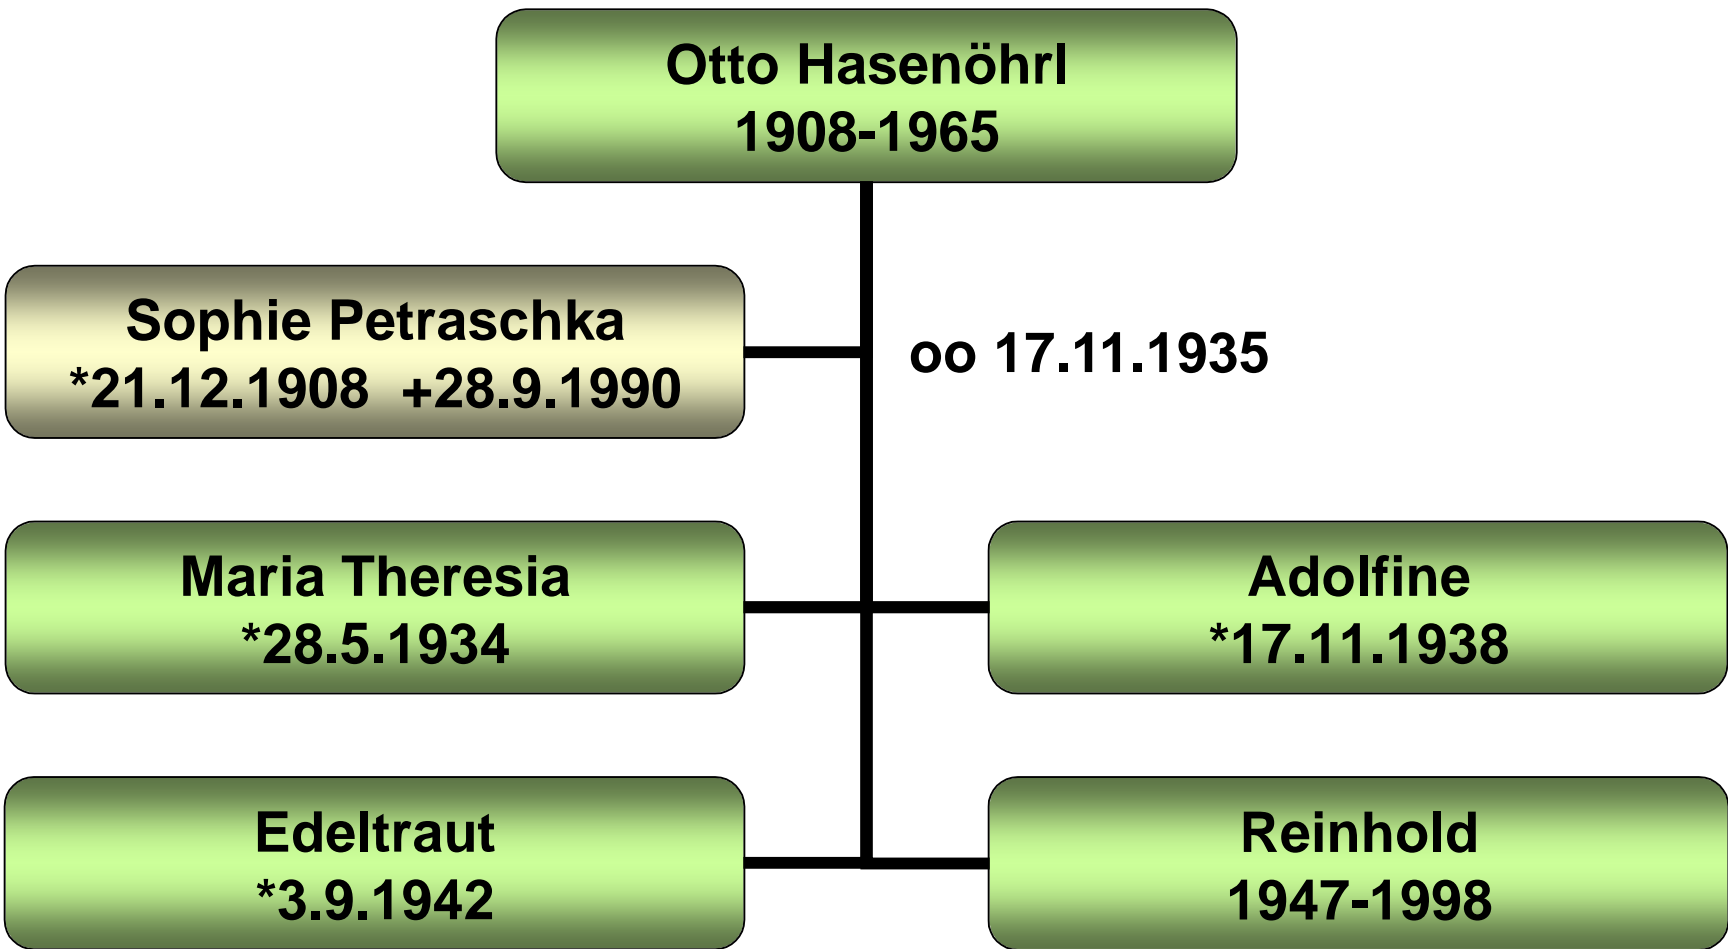 Otto Hasenöhrl
1908-1965
Sophie Petraschka
*21.12.1908  +28.9.1990
oo 17.11.1935
Maria Theresia
*28.5.1934
Adolfine
*17.11.1938
Edeltraut
*3.9.1942
Reinhold
1947-1998